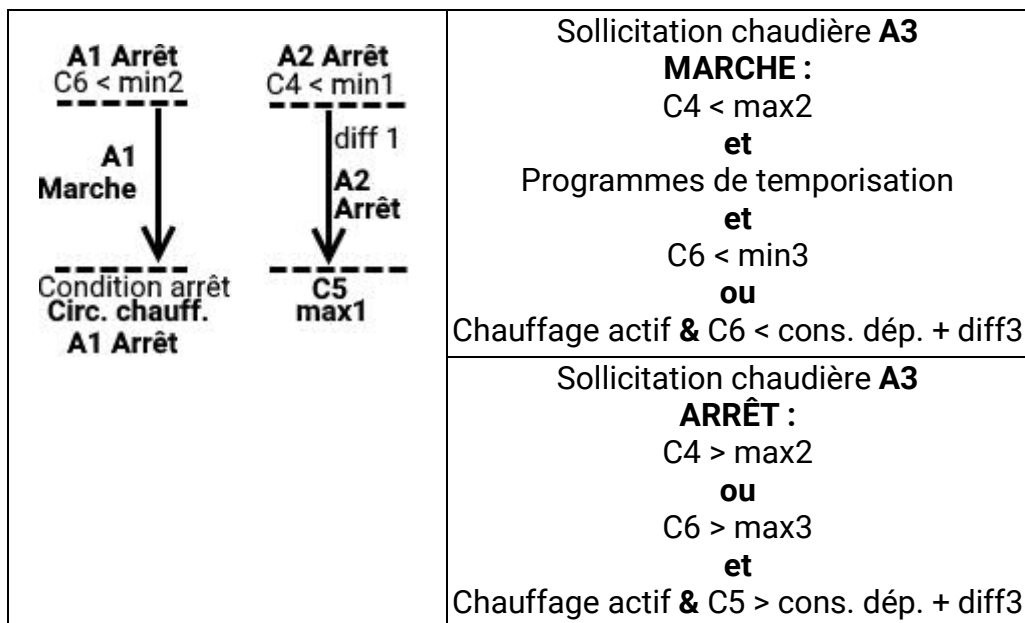 A1 Arrêt
C6 < min2
A1
Marche
Condition arrêt
Circ. chauff.
A1 Arrêt
A2 Arrêt
C4 < min1
diff 1
A2
Arrêt
C5
max1
Sollicitation chaudière A3
MARCHE :
C4 < max2
et
Programmes de temporisation
et
C6 < min3
ou
Chauffage actif & C6 < cons. dép. + diff3
Sollicitation chaudière A3
ARRÊT :
C4 > max2
ou
C6 > max3
et
Chauffage actif & C5 > cons. dép. + diff3